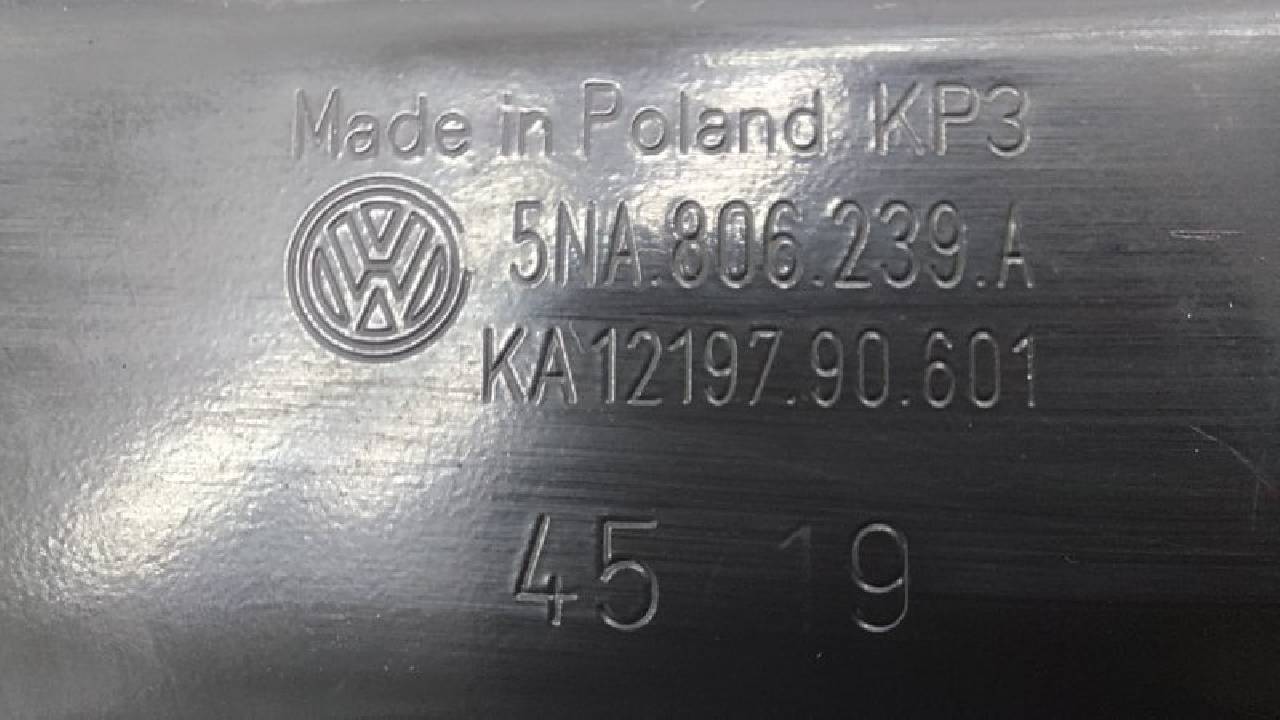 Made in Poland KP3
5NA.806.239.A
KA12197.90.601
45 19